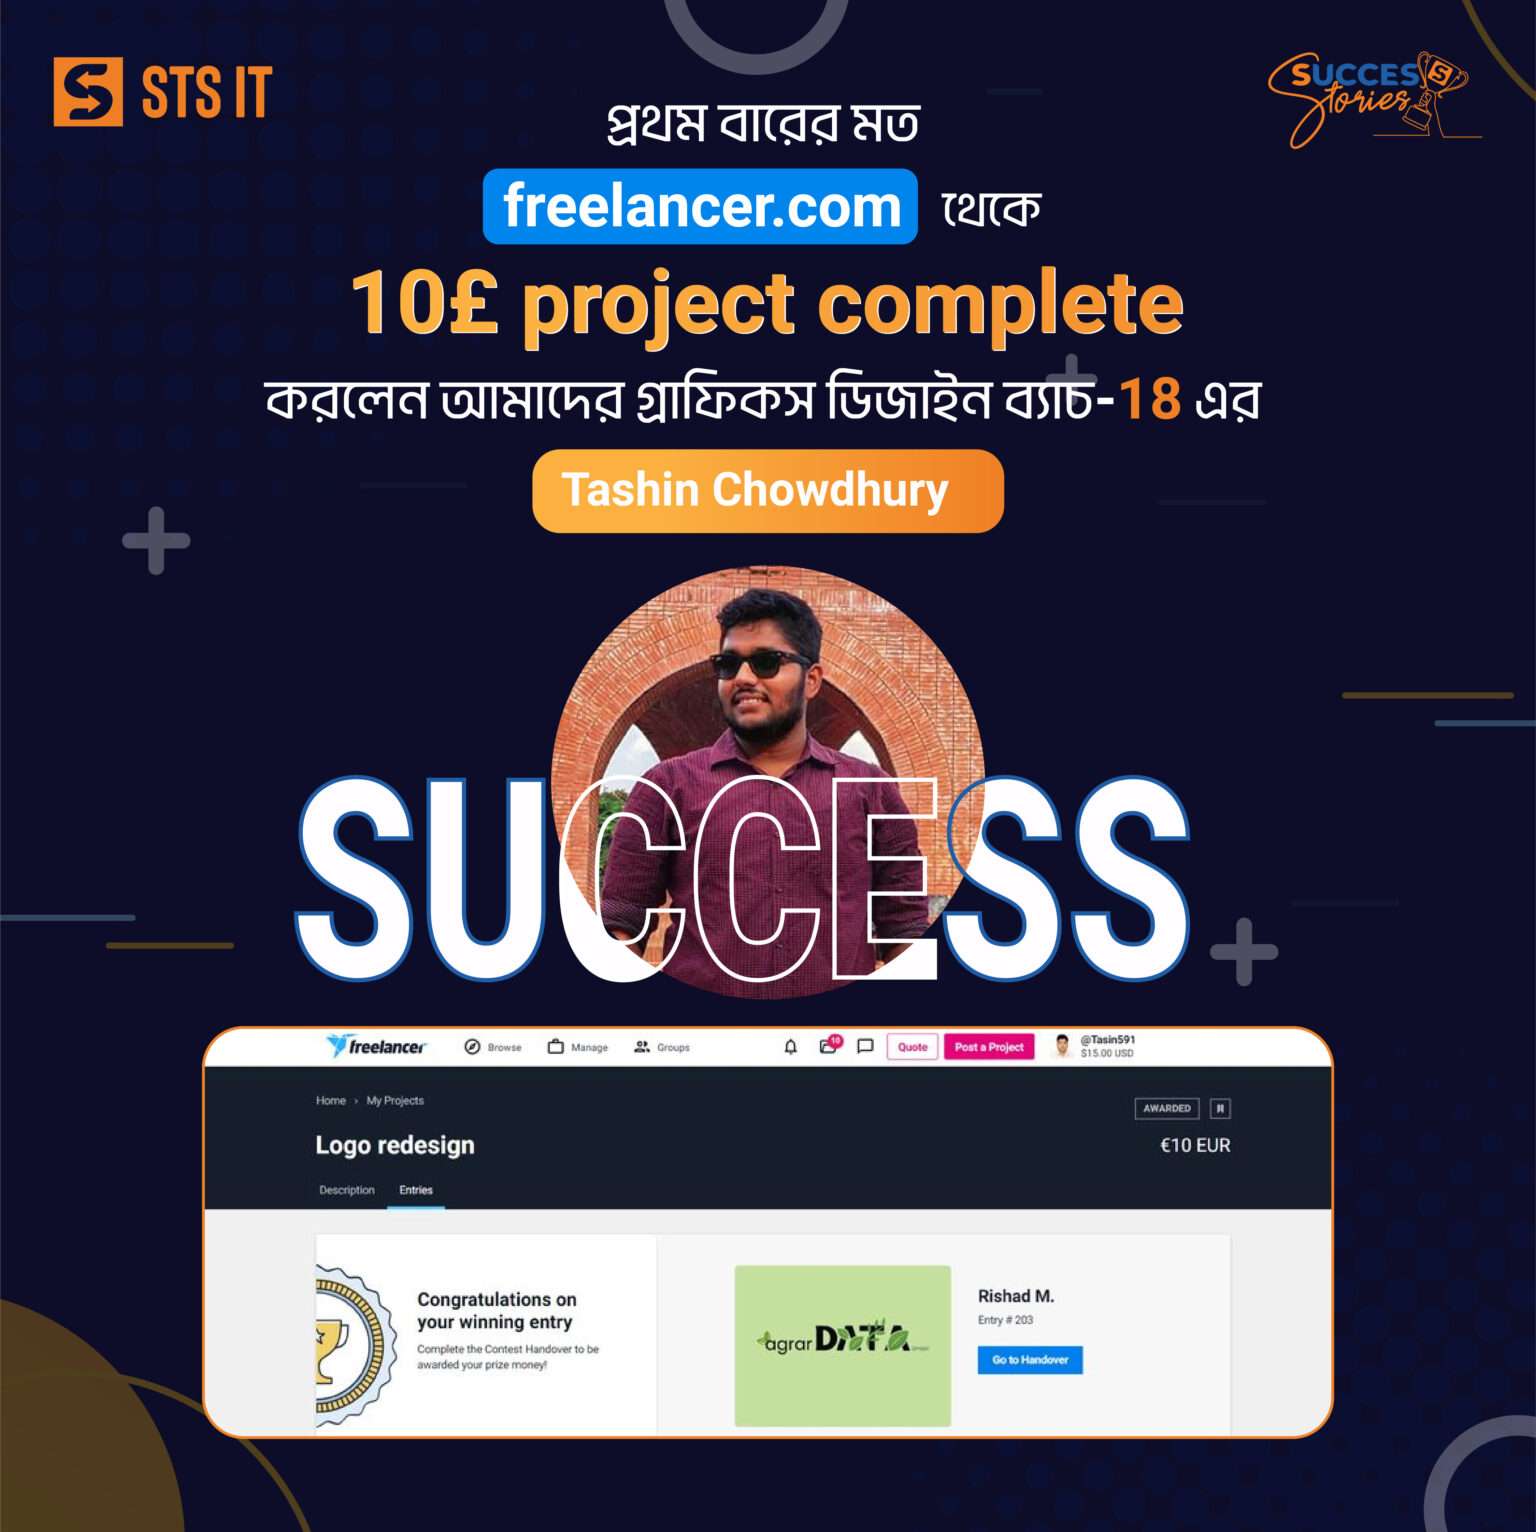 STS IT
SUCCESS
Stories
প্রথম বারের মত
freelancer.com থেকে
10£ project complete
করলেন আমাদের গ্রাফিকস ডিজাইন ব্যাচ-18 এর
Tashin Chowdhury
SUCCESS
freelancer Browse Manage Groups 10 Quote Post a Project @Tasin591
$15.00 USD
Home › My Projects
AWARDED
Logo redesign
€10 EUR
Description Entries
Congratulations on
your winning entry
Complete the Contest Handover to be
awarded your prize money!
agrar DATA
Rishad M.
Entry # 203
Go to Handover